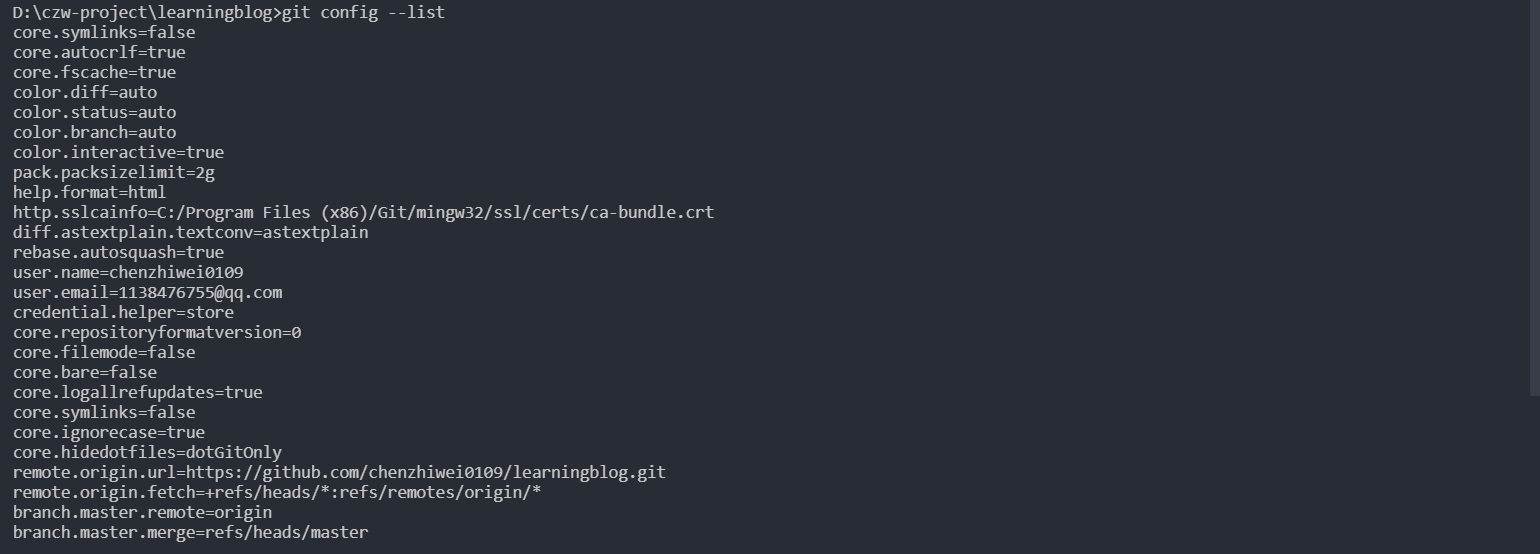 D:\czw-project\learningblog>git config --list
core.symlinks=false
core.autocrlf=true
core.fscache=true
color.diff=auto
color.status=auto
color.branch=auto
color.interactive=true
pack.packsizelimit=2g
help.format=html
http.sslcainfo=C:/Program Files (x86)/Git/mingw32/ssl/certs/ca-bundle.crt
diff.astextplain.textconv=astextplain
rebase.autosquash=true
user.name=chenzhiwei0109
user.email=1138476755@qq.com
credential.helper=store
core.repositoryformatversion=0
core.filemode=false
core.bare=false
core.logallrefupdates=true
core.symlinks=false
core.ignorecase=true
core.hidedotfiles=dotGitOnly
remote.origin.url=https://github.com/chenzhiwei0109/learningblog.git
remote.origin.fetch=+refs/heads/*:refs/remotes/origin/*
branch.master.remote=origin
branch.master.merge=refs/heads/master